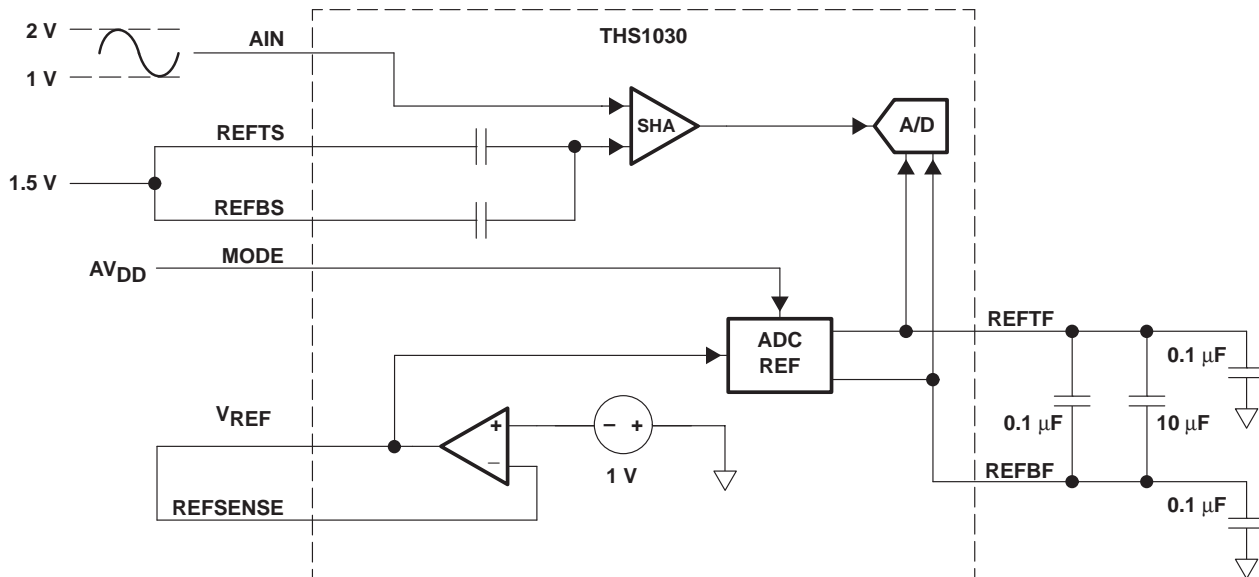 2 V
1 V
AIN
THS1030
REFTS
SHA
A/D
1.5 V
REFBS
MODE
AVDD
ADC
REF
REFTF
0.1 μF
VREF
+
−
− +
1 V
0.1 μF
10 μF
REFBF
REFSENSE
0.1 μF